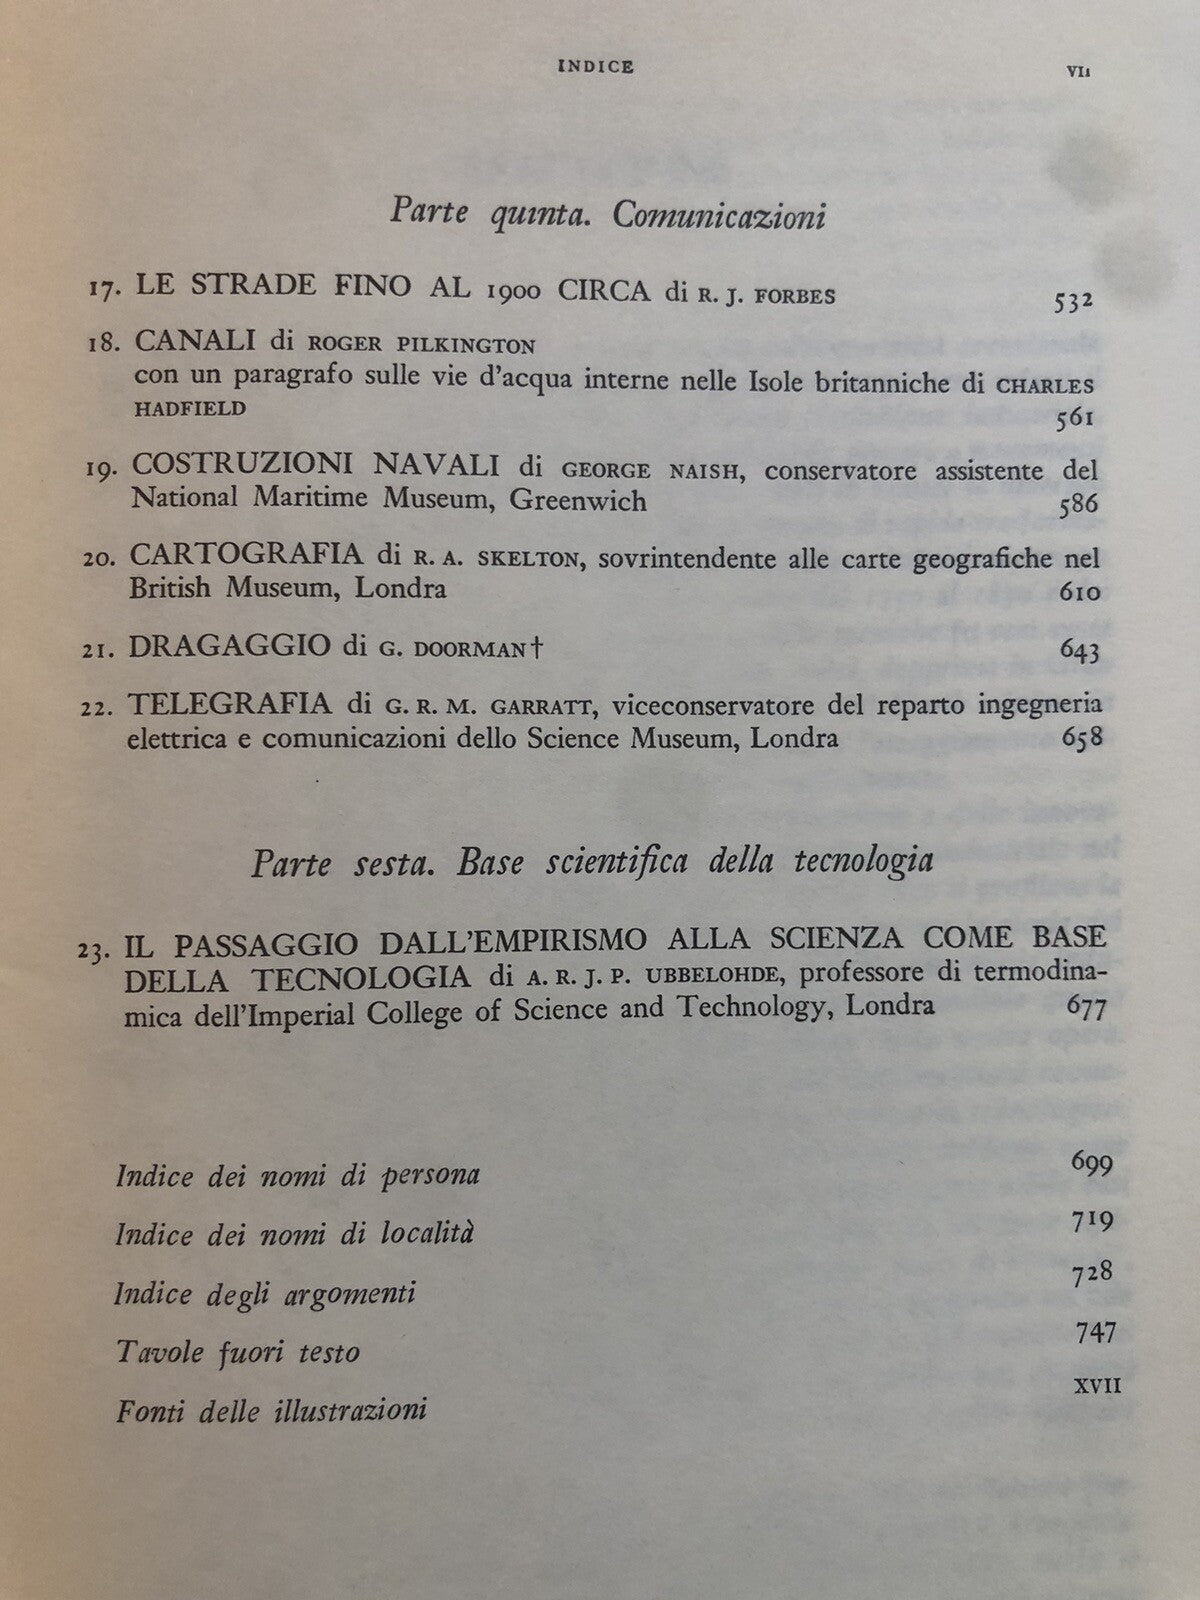 INDICE VII
Parte quinta. Comunicazioni
17. LE STRADE FINO AL 1900 CIRCA di R. J. FORBES 532
18. CANALI di ROGER PILKINGTON
con un paragrafo sulle vie d'acqua interne nelle Isole britanniche di CHARLES
HADFIELD 561
19. COSTRUZIONI NAVALI di GEORGE NAISH, conservatore assistente del
National Maritime Museum, Greenwich 586
20. CARTOGRAFIA di R. A. SKELTON, sovrintendente alle carte geografiche nel
British Museum, Londra 610
21. DRAGAGGIO di G. DOORMAN† 643
22. TELEGRAFIA di G. R. M. GARRATT, viceconservatore del reparto ingegneria
elettrica e comunicazioni dello Science Museum, Londra 658
Parte sesta. Base scientifica della tecnologia
23. IL PASSAGGIO DALL'EMPIRISMO ALLA SCIENZA COME BASE
DELLA TECNOLOGIA di A. R. J. P. UBBELOHDE, professore di termodina-
mica dell'Imperial College of Science and Technology, Londra 677
Indice dei nomi di persona 699
Indice dei nomi di località 719
Indice degli argomenti 728
Tavole fuori testo 747
Fonti delle illustrazioni XVII